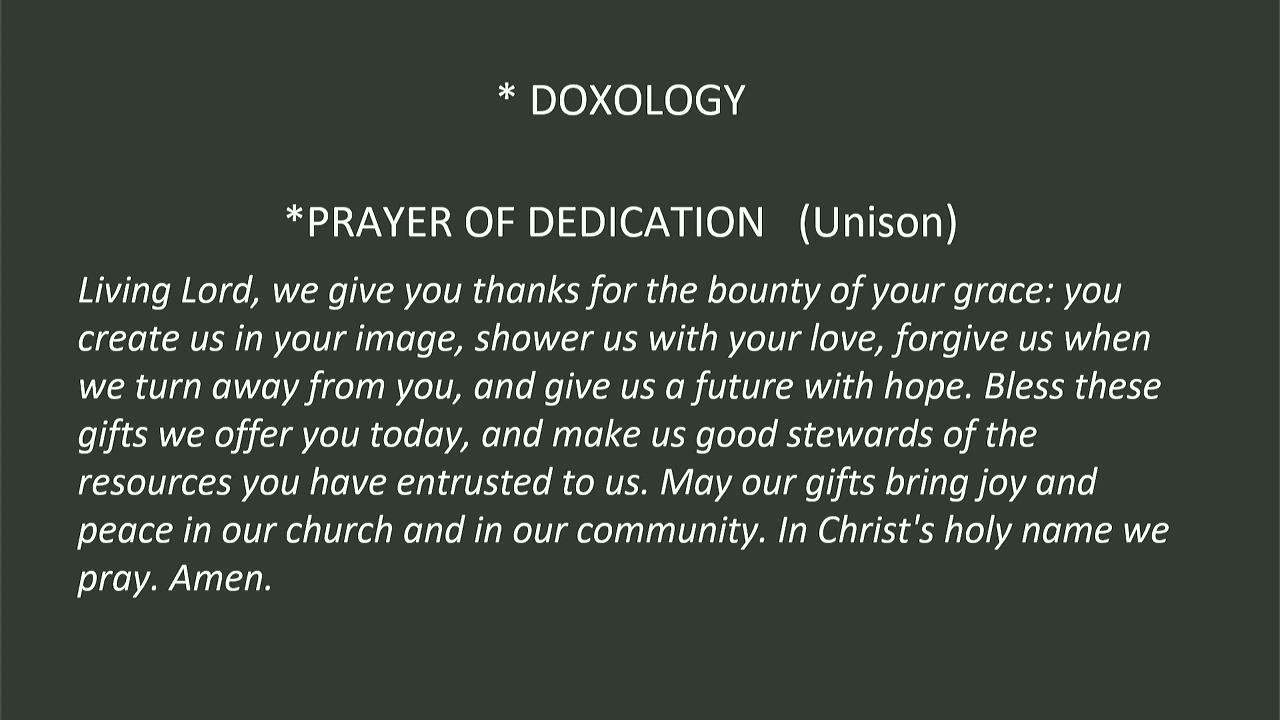 * DOXOLOGY
*PRAYER OF DEDICATION (Unison)
Living Lord, we give you thanks for the bounty of your grace: you
create us in your image, shower us with your love, forgive us when
we turn away from you, and give us a future with hope. Bless these
gifts we offer you today, and make us good stewards of the
resources you have entrusted to us. May our gifts bring joy and
peace in our church and in our community. In Christ's holy name we
pray. Amen.